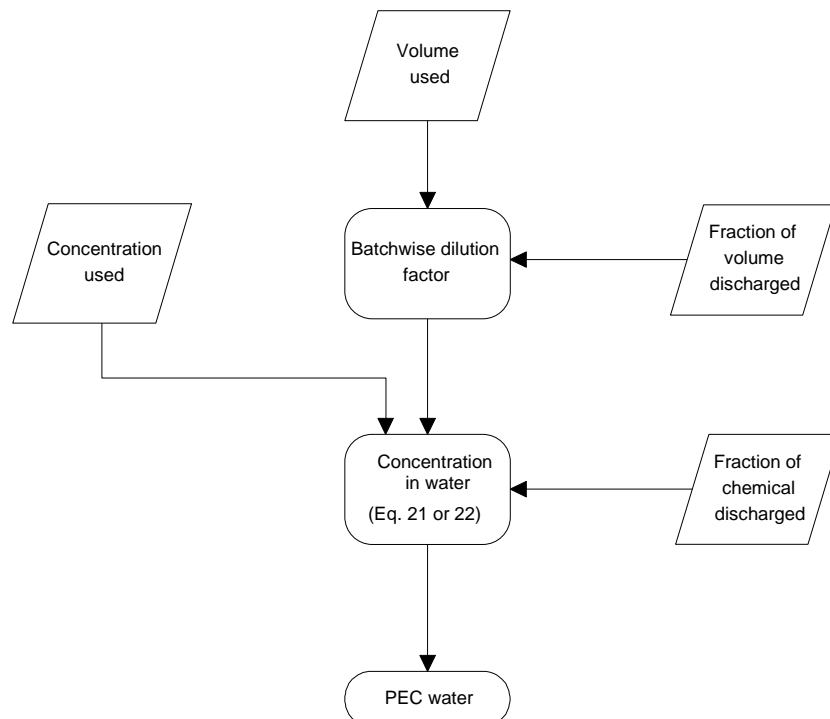 Volume
used
Concentration
used
Batchwise dilution
factor
Fraction of
volume
discharged
Concentration
in water
(Eq. 21 or 22)
Fraction of
chemical
discharged
PEC water